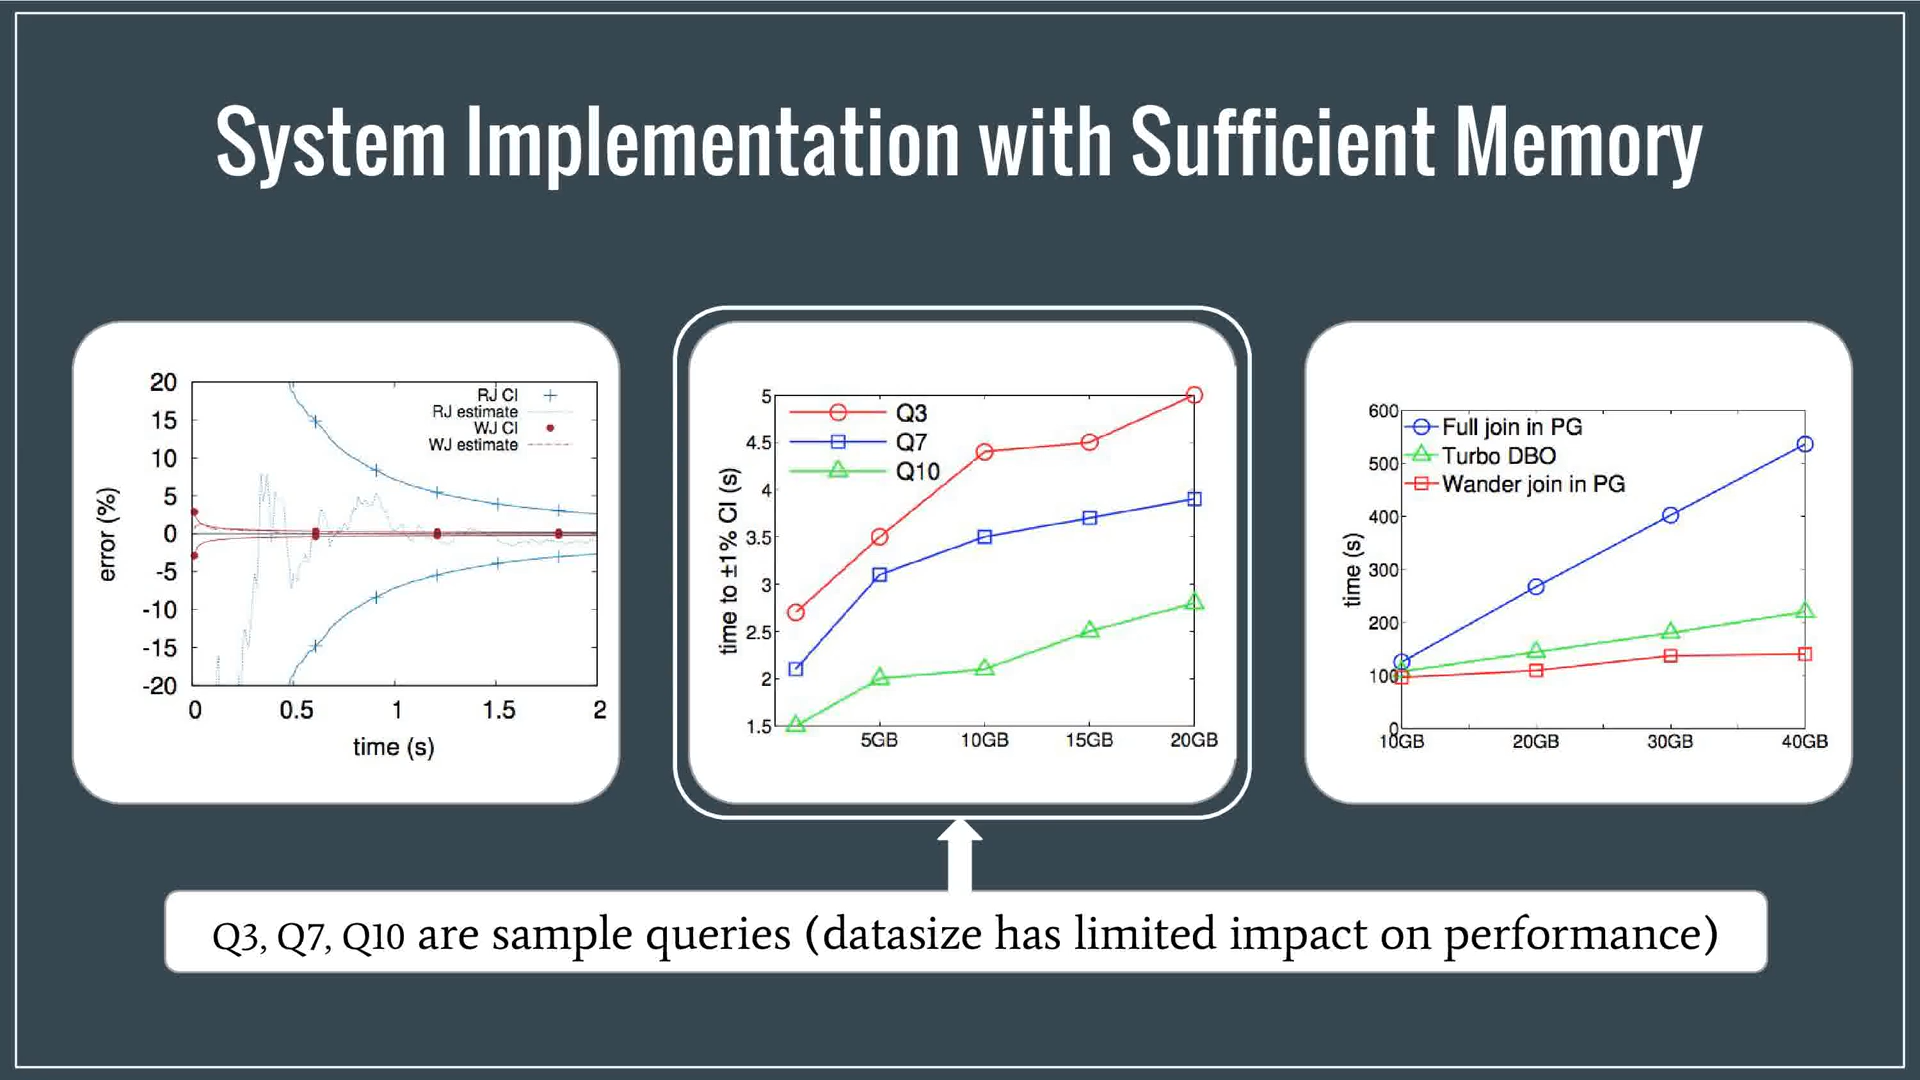 System Implementation with Sufficient Memory
20
15
10
5
0
-5
-10
-15
-20
error (%)
RJ CI
RJ estimate
WJ CI
WJ estimate
0 0.5 1 1.5 2
time (s)
5
4.5
4
3.5
3
2.5
2
1.5
time to ±1% CI (s)
Q3
Q7
Q10
5GB 10GB 15GB 20GB
600
500
400
300
200
100
0
time (s)
Full join in PG
Turbo DBO
Wander join in PG
10GB 20GB 30GB 40GB
Q3, Q7, Q10 are sample queries (datasize has limited impact on performance)